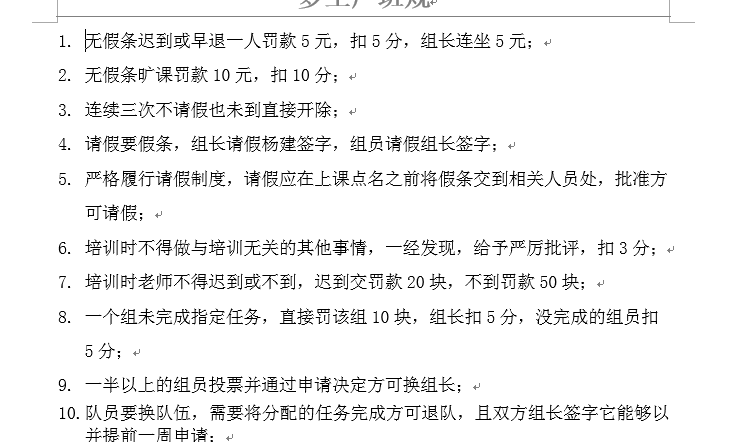 1. 无假条迟到或早退一人罚款 5 元，扣 5 分，组长连坐 5 元；
2. 无假条旷课罚款 10 元，扣 10 分；
3. 连续三次不请假也未到直接开除；
4. 请假要假条，组长请假杨建签字，组员请假组长签字；
5. 严格履行请假制度，请假应在上课点名之前将假条交到相关人员处，批准方
可请假；
6. 培训时不得做与培训无关的其他事情，一经发现，给予严厉批评，扣 3 分；
7. 培训时老师不得迟到或不到，迟到交罚款 20 块，不到罚款 50 块；
8. 一个组未完成指定任务，直接罚该组 10 块，组长扣 5 分，没完成的组员扣
5 分；
9. 一半以上的组员投票并通过申请决定方可换组长；
10. 队员要换队伍，需要将分配的任务完成方可退队，且双方组长签字它能够以
并提前一周申请；